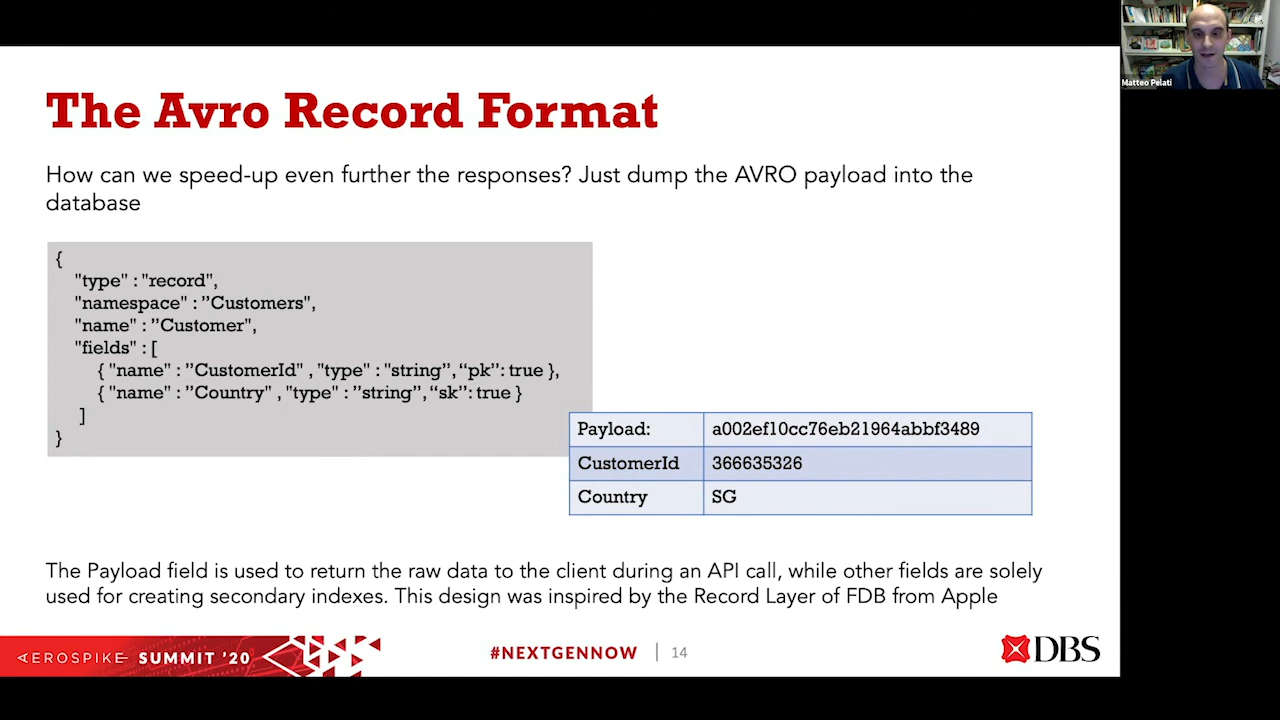 Matteo Pelati
The Avro Record Format
How can we speed-up even further the responses? Just dump the AVRO payload into the
database
{
"type" : "record",
"namespace" : ”Customers",
"name" : ”Customer",
"fields" : [
{ "name" : ”CustomerId" , "type" : "string”, “pk”: true },
{ "name" : ”Country" , "type" : ”string”, “sk”: true }
]
}
Payload: a002ef10cc76eb21964abbf3489
CustomerId 366635326
Country SG
The Payload field is used to return the raw data to the client during an API call, while other fields are solely
used for creating secondary indexes. This design was inspired by the Record Layer of FDB from Apple
AEROSPIKE SUMMIT '20 #NEXTGENNOW | 14 DBS